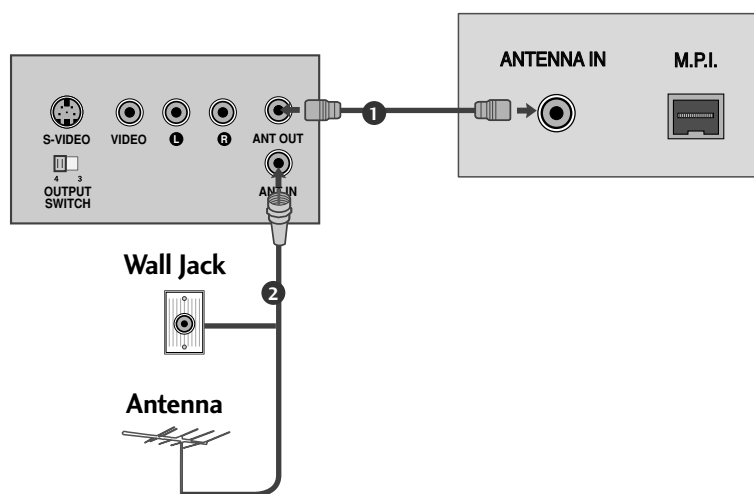 ANTENNA IN M.P.I.
1
S-VIDEO VIDEO L R ANT OUT
4 3
OUTPUT
SWITCH
ANT IN
Wall Jack
2
Antenna